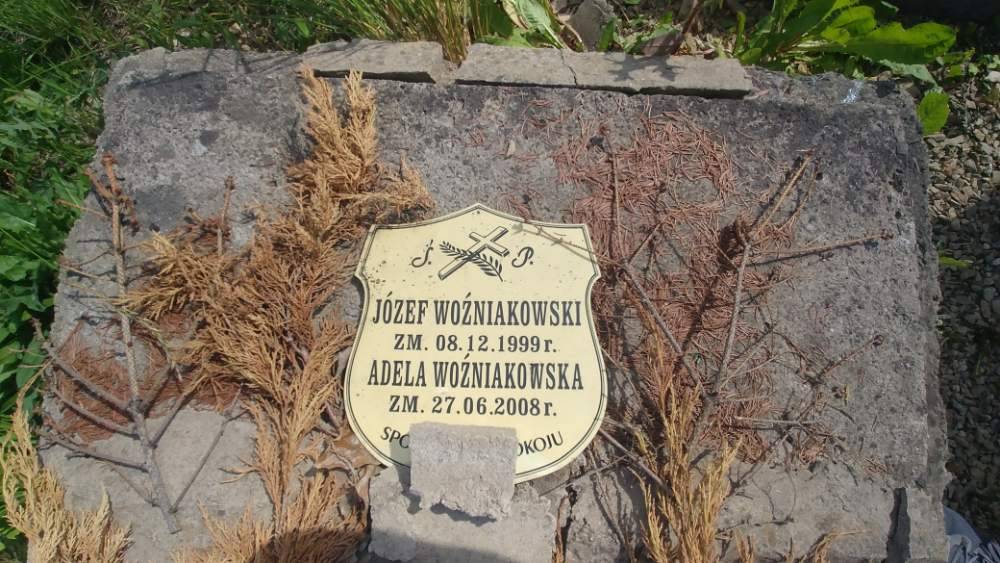 Ś. P.
JÓZEF WOŹNIAKOWSKI
ZM. 08.12.1999 r.
ADELA WOŹNIAKOWSKA
ZM. 27.06.2008 r.